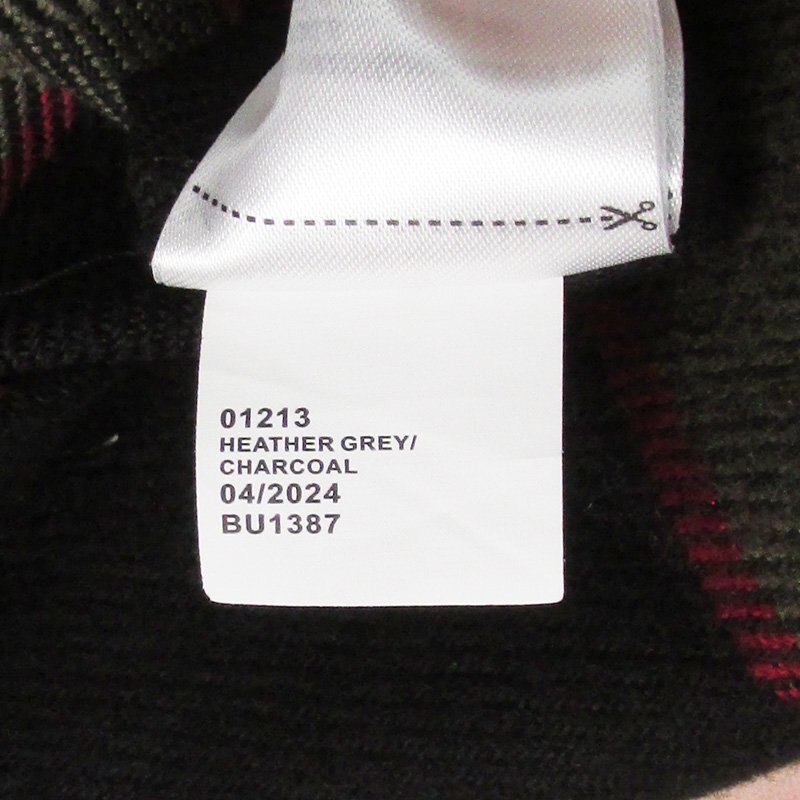 01213
HEATHER GREY/
CHARCOAL
04/2024
BU1387